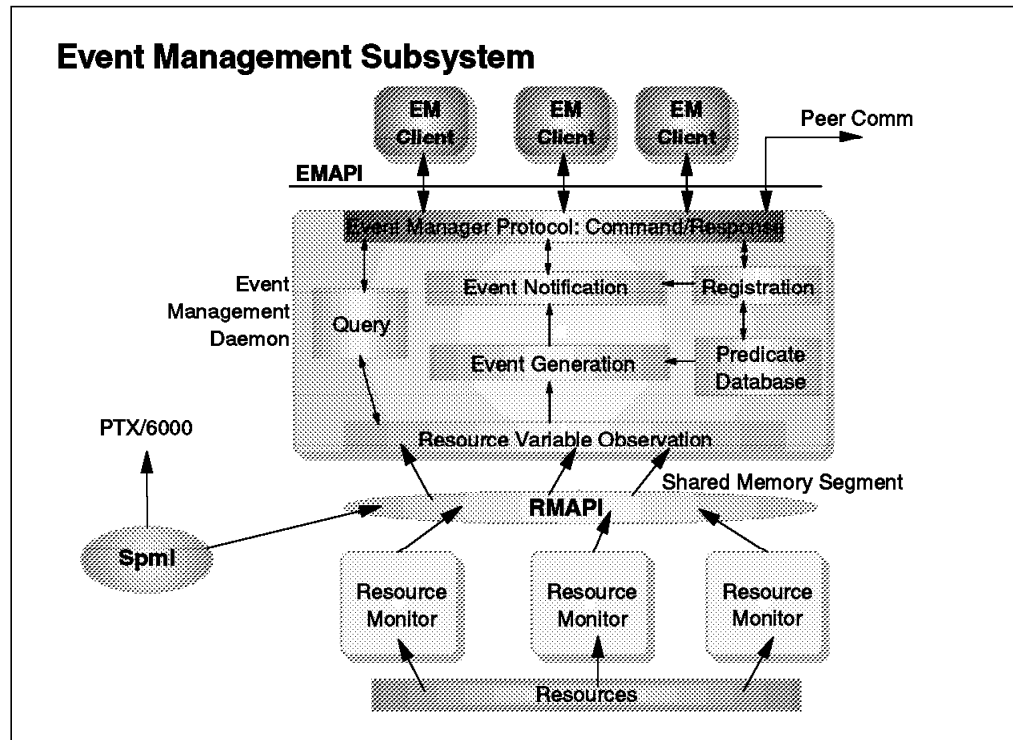 Event Management Subsystem
EM
Client
EM
Client
EM
Client
Peer Comm
EMAPI
Event Manager Protocol: Command/Response
Event
Management
Daemon
Query
Event Notification
Registration
Event Generation
Predicate
Database
Resource Variable Observation
PTX/6000
Shared Memory Segment
RMAPI
Spml
Resource
Monitor
Resource
Monitor
Resource
Monitor
Resources